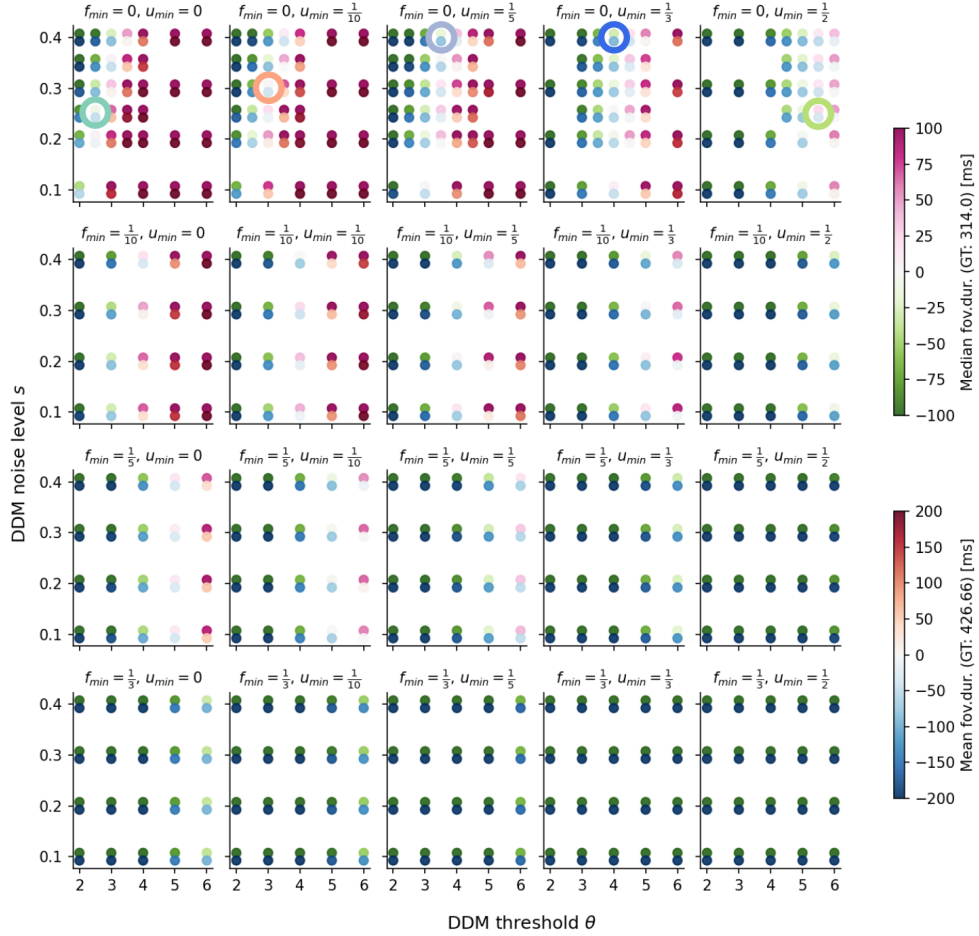 f_min = 0, u_min = 0
f_min = 0, u_min = 1/10
f_min = 0, u_min = 1/5
f_min = 0, u_min = 1/3
f_min = 0, u_min = 1/2
0.4
0.3
0.2
0.1
f_min = 1/10, u_min = 0
f_min = 1/10, u_min = 1/10
f_min = 1/10, u_min = 1/5
f_min = 1/10, u_min = 1/3
f_min = 1/10, u_min = 1/2
0.4
0.3
0.2
0.1
f_min = 1/5, u_min = 0
f_min = 1/5, u_min = 1/10
f_min = 1/5, u_min = 1/5
f_min = 1/5, u_min = 1/3
f_min = 1/5, u_min = 1/2
0.4
0.3
0.2
0.1
f_min = 1/3, u_min = 0
f_min = 1/3, u_min = 1/10
f_min = 1/3, u_min = 1/5
f_min = 1/3, u_min = 1/3
f_min = 1/3, u_min = 1/2
0.4
0.3
0.2
0.1
2 3 4 5 6
2 3 4 5 6
2 3 4 5 6
2 3 4 5 6
2 3 4 5 6
DDM noise level s
DDM threshold θ
100
75
50
25
0
−25
−50
−75
−100
Median fov.dur. (GT: 314.0) [ms]
200
150
100
50
0
−50
−100
−150
−200
Mean fov.dur. (GT: 426.66) [ms]